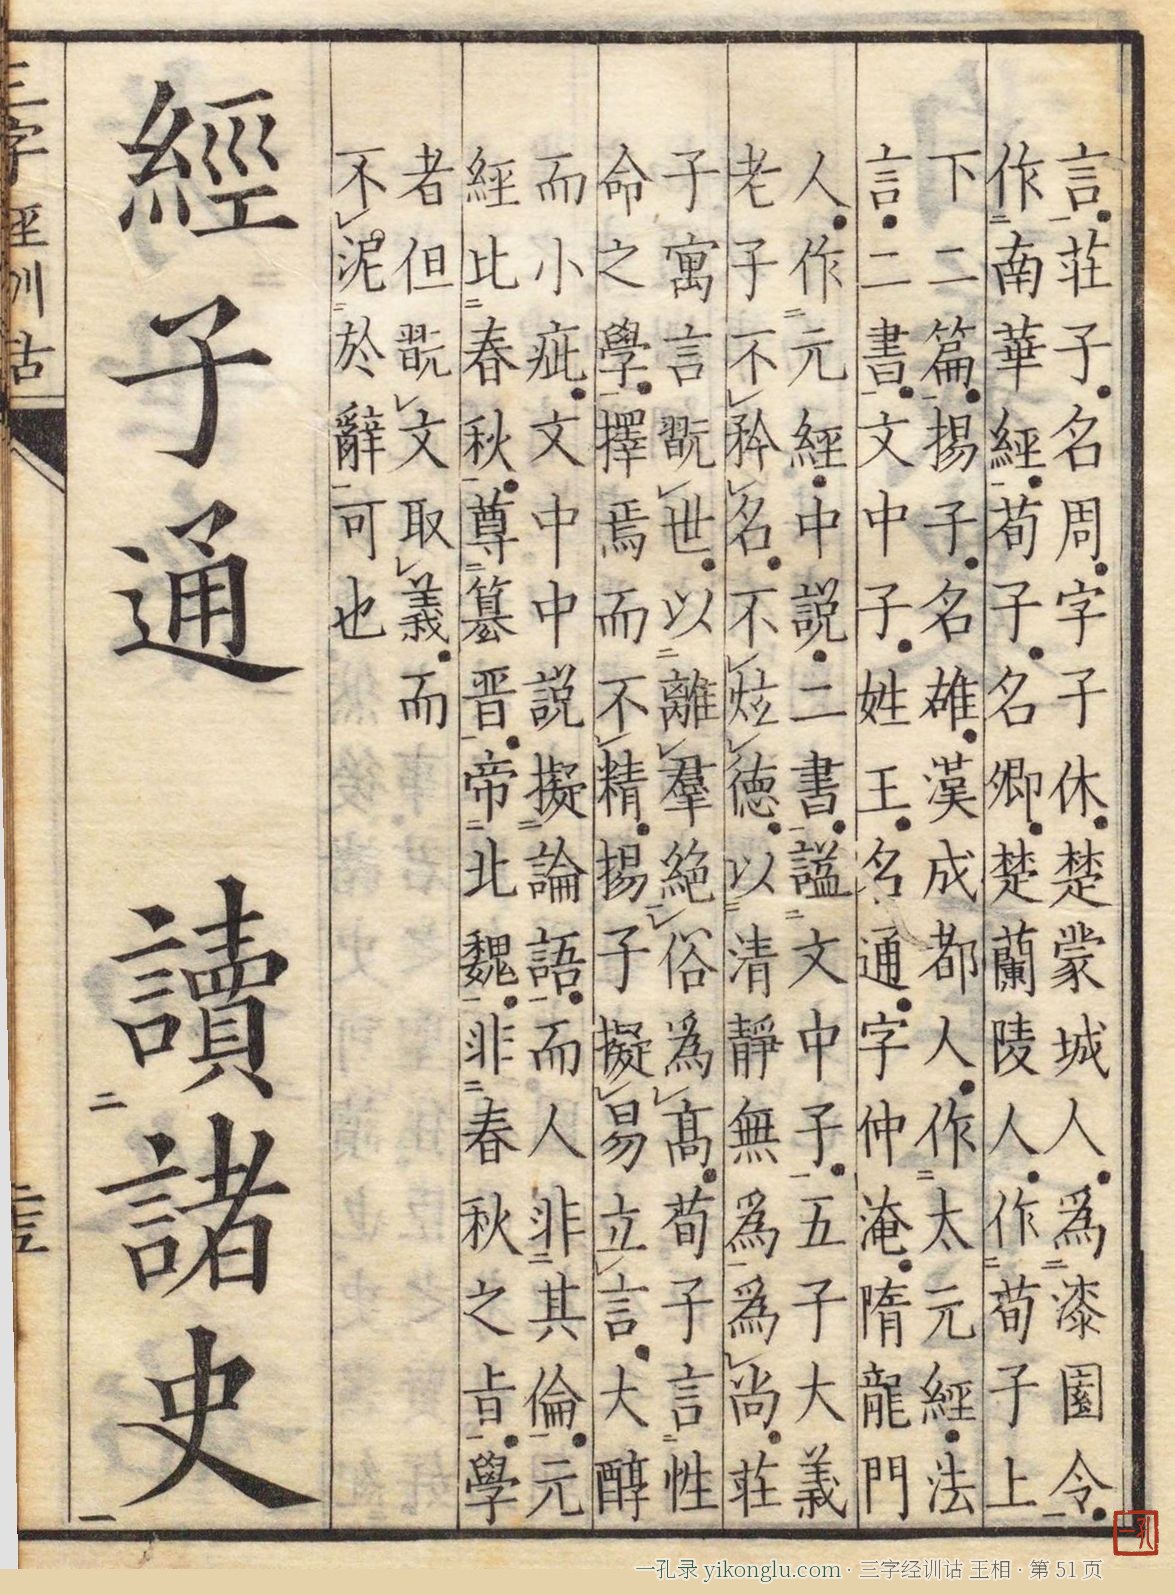 言莊子名周字子休楚蒙城人爲漆園令
作南華經荀子名卿楚蘭陵人作荀子上
下二篇揚子名雄漢成都人作太元經法
言二書文中子姓王名通字仲淹隋龍門
人作元經中説二書謚文中子五子大義
老子不矜名不炫德以清靜無爲爲尚莊
子寓言翫世以離羣絕俗爲髙荀子言性
命之學擇焉而不精揚子擬易立言大醇
而小疵文中中説擬論語而人非其倫元
經比春秋尊篡晋帝北魏非春秋之㫖學
者但翫文取義而
不泥於辭可也
經子通 讀諸史
三字經訓詁
一孔
一孔录 yikonglu.com · 三字经训诂 王相 · 第 51 页